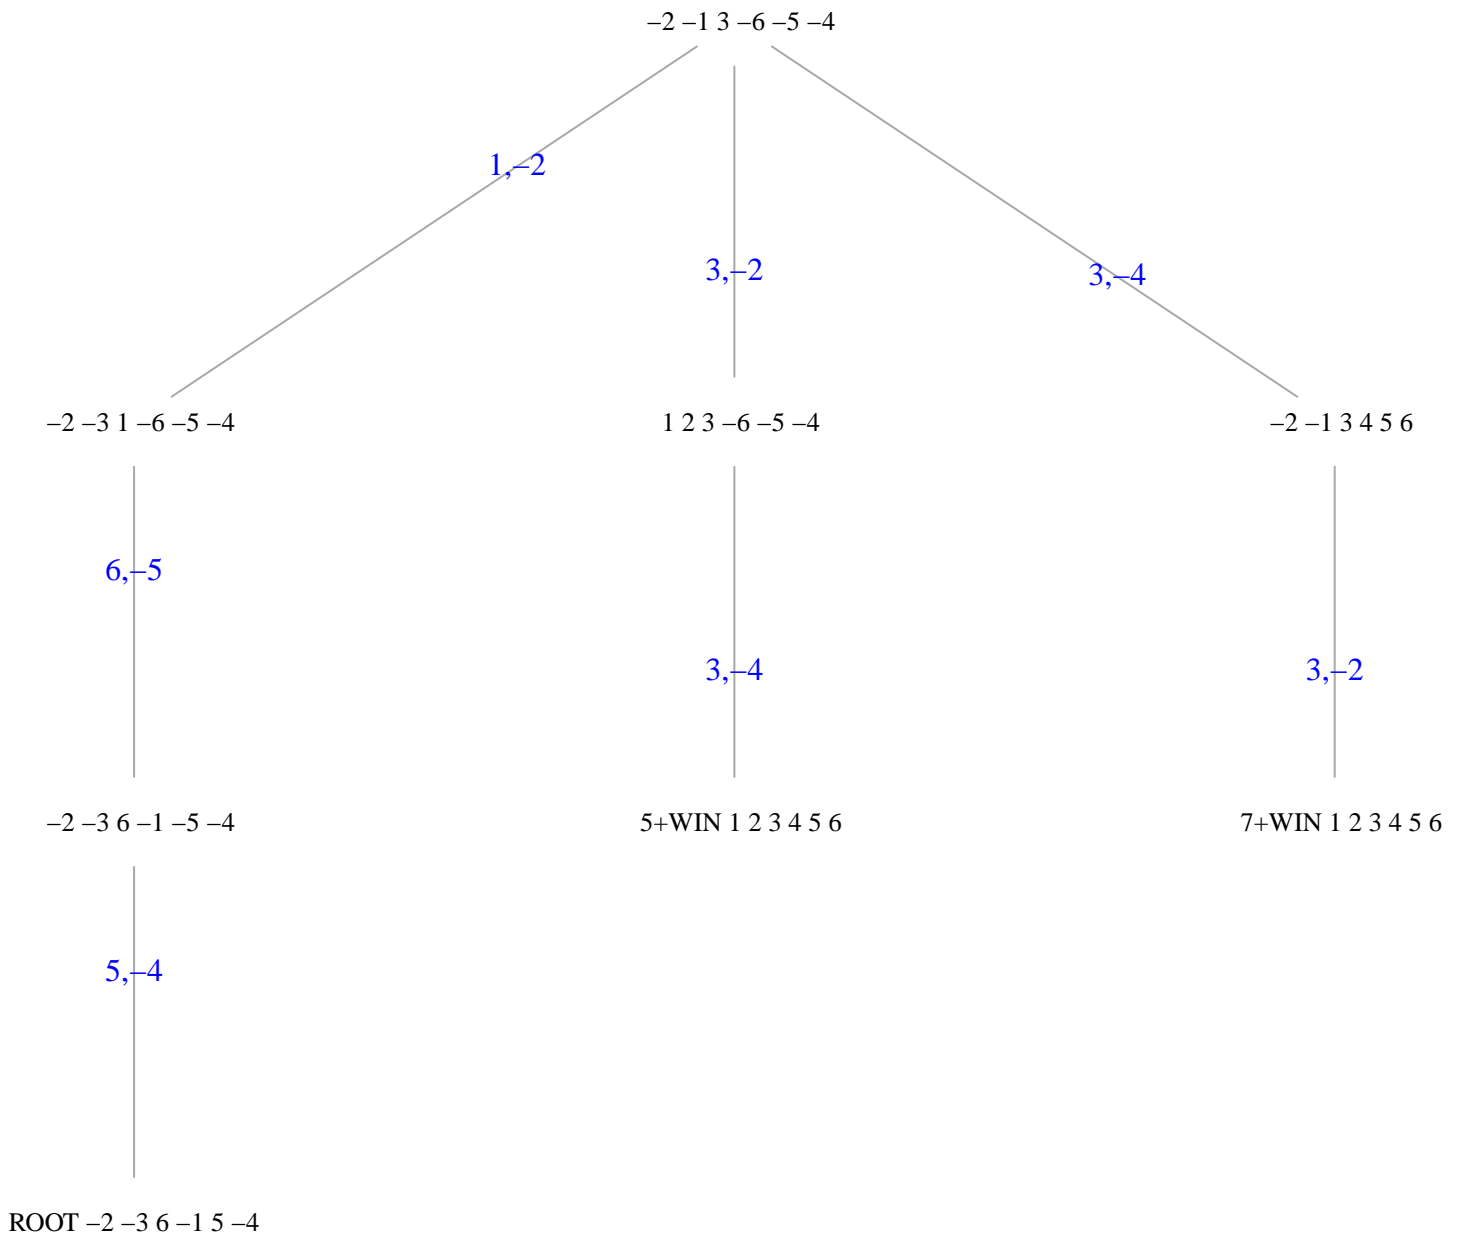 –2 –1 3 –6 –5 –4
1,–2
3,–2
3,–4
–2 –3 1 –6 –5 –4
1 2 3 –6 –5 –4
–2 –1 3 4 5 6
6,–5
3,–4
3,–2
–2 –3 6 –1 –5 –4
5+WIN 1 2 3 4 5 6
7+WIN 1 2 3 4 5 6
5,–4
ROOT –2 –3 6 –1 5 –4